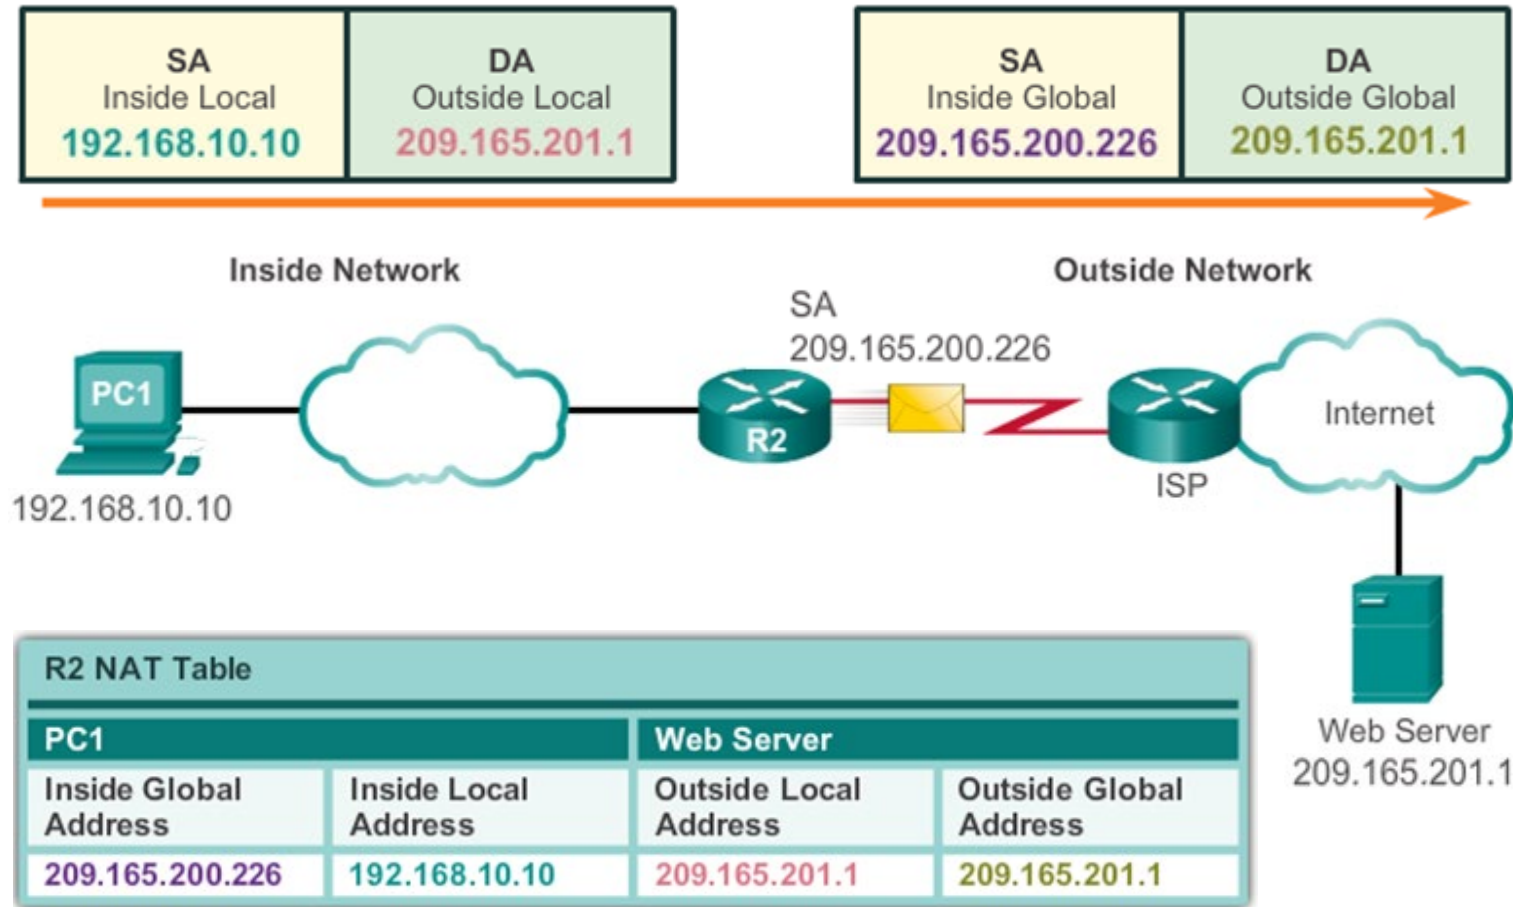 SA
Inside Local
192.168.10.10
DA
Outside Local
209.165.201.1
SA
Inside Global
209.165.200.226
DA
Outside Global
209.165.201.1
Inside Network
Outside Network
SA
209.165.200.226
PC1
192.168.10.10
R2
ISP
Internet
Web Server
209.165.201.1
R2 NAT Table
PC1
Web Server
Inside Global
Address
Inside Local
Address
Outside Local
Address
Outside Global
Address
209.165.200.226
192.168.10.10
209.165.201.1
209.165.201.1